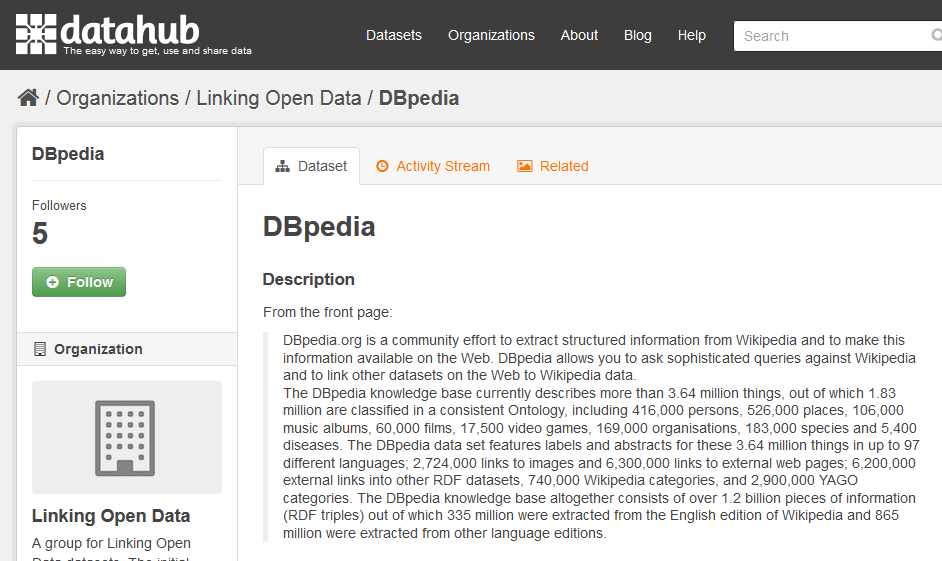 datahub
The easy way to get, use and share data
Datasets Organizations About Blog Help Search
/ Organizations / Linking Open Data / DBpedia
DBpedia
Followers
5
Follow
Organization
Linking Open Data
A group for Linking Open
Data datasets. The initial
Dataset Activity Stream Related
DBpedia
Description
From the front page:
DBpedia.org is a community effort to extract structured information from Wikipedia and to make this
information available on the Web. DBpedia allows you to ask sophisticated queries against Wikipedia
and to link other datasets on the Web to Wikipedia data.
The DBpedia knowledge base currently describes more than 3.64 million things, out of which 1.83
million are classified in a consistent Ontology, including 416,000 persons, 526,000 places, 106,000
music albums, 60,000 films, 17,500 video games, 169,000 organisations, 183,000 species and 5,400
diseases. The DBpedia data set features labels and abstracts for these 3.64 million things in up to 97
different languages; 2,724,000 links to images and 6,300,000 links to external web pages; 6,200,000
external links into other RDF datasets, 740,000 Wikipedia categories, and 2,900,000 YAGO
categories. The DBpedia knowledge base altogether consists of over 1.2 billion pieces of information
(RDF triples) out of which 335 million were extracted from the English edition of Wikipedia and 865
million were extracted from other language editions.